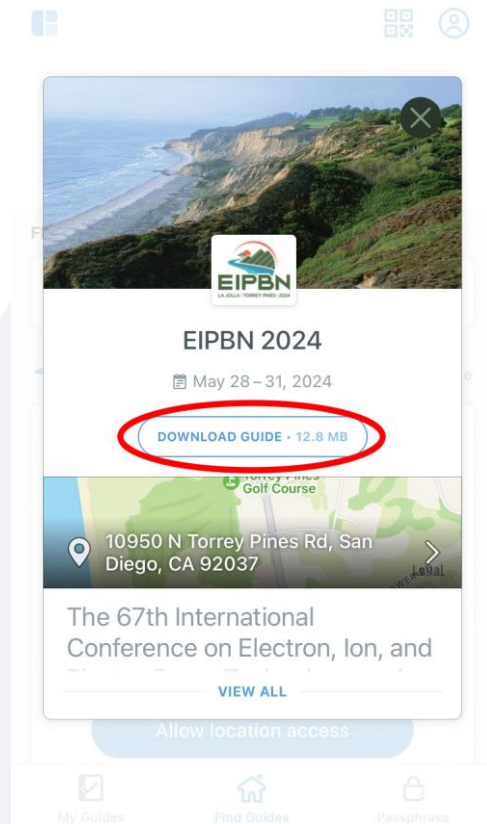 EIPBN
LA JOLLA / TORREY PINES | 2024
EIPBN 2024
May 28 – 31, 2024
DOWNLOAD GUIDE • 12.8 MB
Torrey Pines
Golf Course
10950 N Torrey Pines Rd, San
Diego, CA 92037
Legal
The 67th International
Conference on Electron, Ion, and
VIEW ALL
Allow location access
My Guides
Find Guides
Passphrase